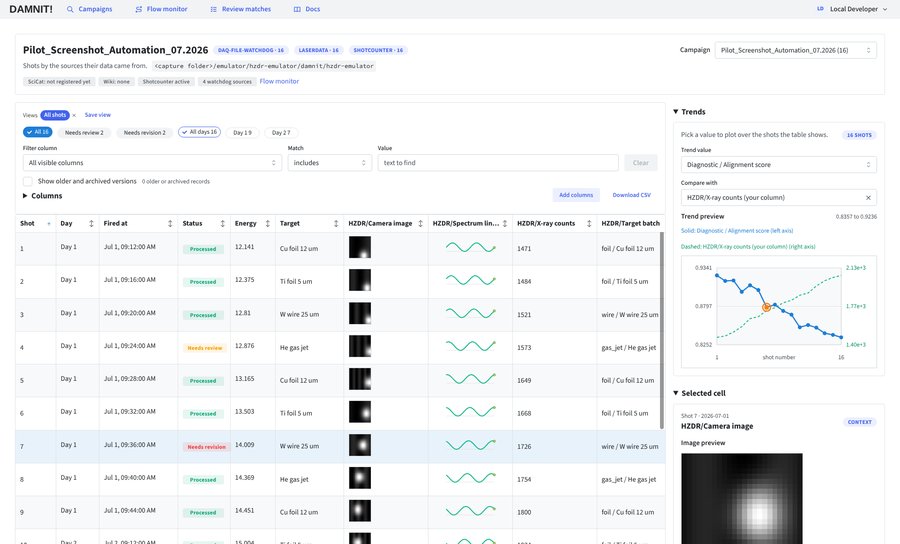 DAMNIT! Campaigns Flow monitor Review matches Docs LD Local Developer
Pilot_Screenshot_Automation_07.2026 DAQ-FILE-WATCHDOG · 16 LASERDATA · 16 SHOTCOUNTER · 16
Campaign Pilot_Screenshot_Automation_07.2026 (16)
Shots by the sources their data came from. <capture folder>/emulator/hzdr-emulator/damnit/hzdr-emulator
SciCat: not registered yet Wiki: none Shotcounter active 4 watchdog sources Flow monitor
Views All shots × Save view
All 16 Needs review 2 Needs revision 2 All days 16 Day 1 9 Day 2 7
Filter column Match Value
All visible columns includes text to find Clear
Show older and archived versions 0 older or archived records
Columns Add columns Download CSV
Shot Day Fired at Status Energy Target HZDR/Camera image HZDR/Spectrum lin... HZDR/X-ray counts HZDR/Target batch
1 Day 1 Jul 1, 09:12:00 AM Processed 12.141 Cu foil 12 um 1471 foil / Cu foil 12 um
2 Day 1 Jul 1, 09:16:00 AM Processed 12.375 Ti foil 5 um 1484 foil / Ti foil 5 um
3 Day 1 Jul 1, 09:20:00 AM Processed 12.81 W wire 25 um 1521 wire / W wire 25 um
4 Day 1 Jul 1, 09:24:00 AM Needs review 12.876 He gas jet 1573 gas_jet / He gas jet
5 Day 1 Jul 1, 09:28:00 AM Processed 13.165 Cu foil 12 um 1649 foil / Cu foil 12 um
6 Day 1 Jul 1, 09:32:00 AM Processed 13.503 Ti foil 5 um 1668 foil / Ti foil 5 um
7 Day 1 Jul 1, 09:36:00 AM Needs revision 14.009 W wire 25 um 1726 wire / W wire 25 um
8 Day 1 Jul 1, 09:40:00 AM Processed 14.369 He gas jet 1754 gas_jet / He gas jet
9 Day 1 Jul 1, 09:44:00 AM Processed 14.451 Cu foil 12 um 1800 foil / Cu foil 12 um
Trends
Pick a value to plot over the shots the table shows. 16 SHOTS
Trend value
Diagnostic / Alignment score
Compare with
HZDR/X-ray counts (your column) ×
Trend preview 0.8357 to 0.9236
Solid: Diagnostic / Alignment score (left axis)
Dashed: HZDR/X-ray counts (your column) (right axis)
0.9341 2.13e+3
0.8797 1.77e+3
0.8252 1.40e+3
1 shot number 16
Selected cell
Shot 7 · 2026-07-01
HZDR/Camera image CONTEXT
Image preview